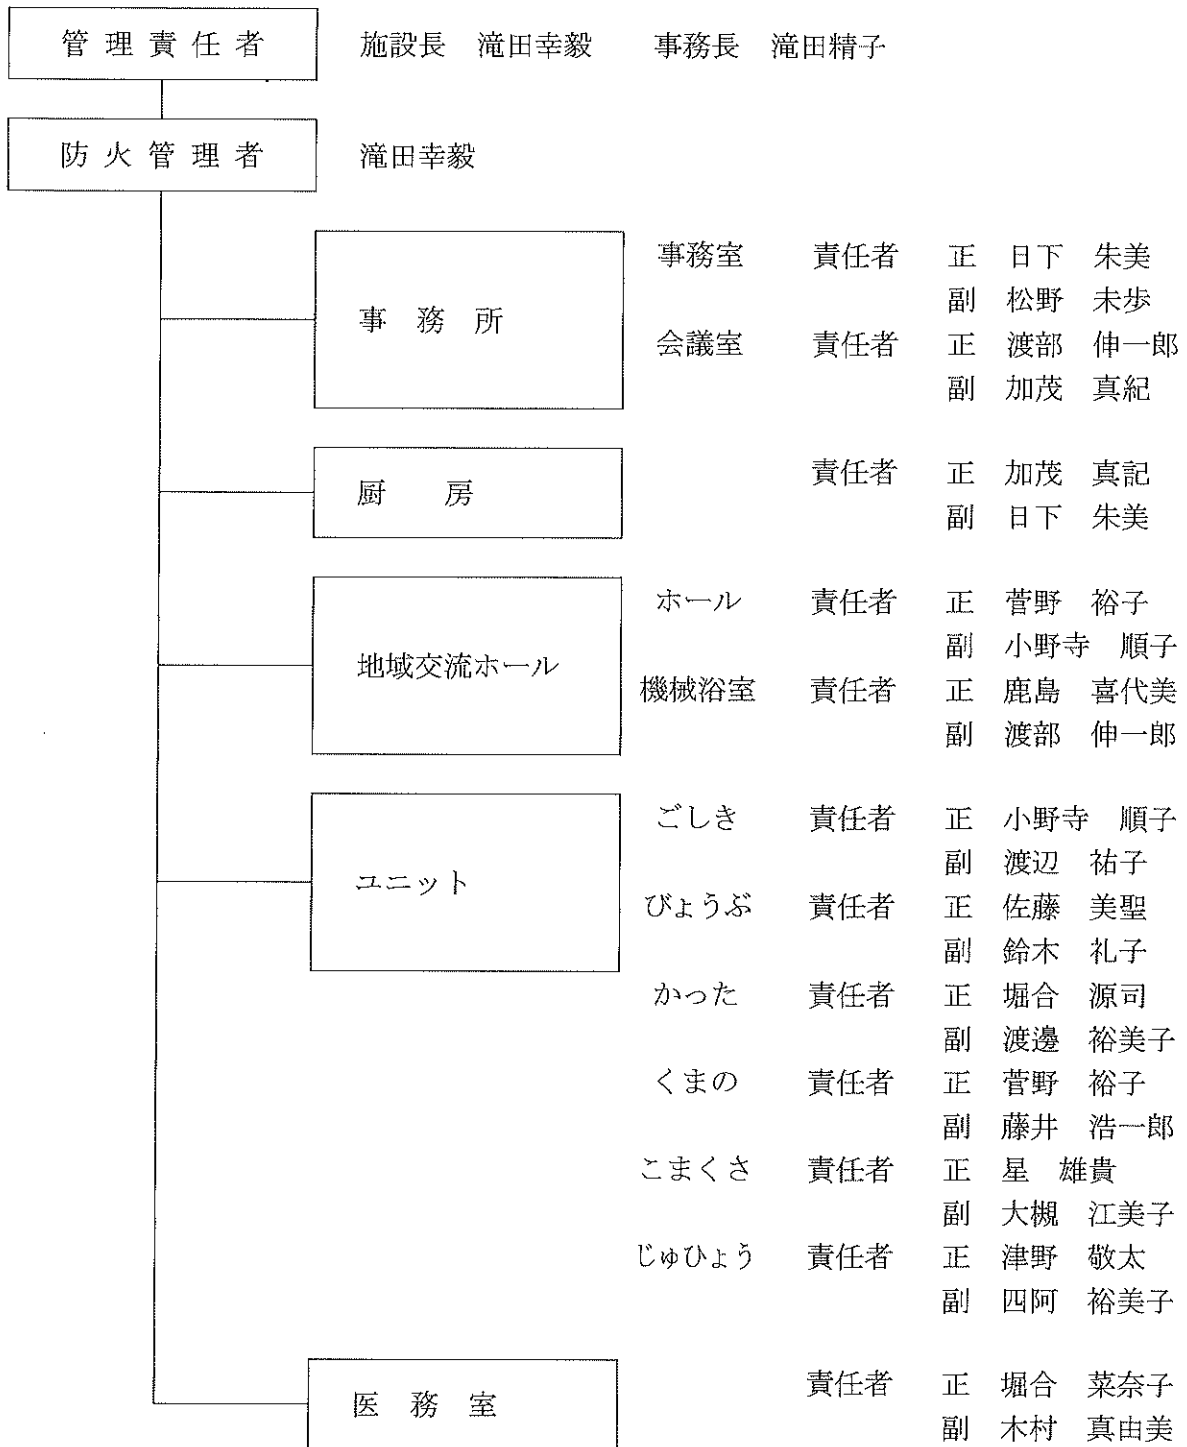 管理責任者 施設長 滝田幸毅 事務長 滝田精子
防火管理者 滝田幸毅
事務所
事務室 責任者 正 日下 朱美
副 松野 未歩
会議室 責任者 正 渡部 伸一郎
副 加茂 真紀
厨房
責任者 正 加茂 真記
副 日下 朱美
地域交流ホール
ホール 責任者 正 菅野 裕子
副 小野寺 順子
機械浴室 責任者 正 鹿島 喜代美
副 渡部 伸一郎
ユニット
ごしき 責任者 正 小野寺 順子
副 渡辺 祐子
びょうぶ 責任者 正 佐藤 美聖
副 鈴木 礼子
かった 責任者 正 堀合 源司
副 渡邊 裕美子
くまの 責任者 正 菅野 裕子
副 藤井 浩一郎
こまくさ 責任者 正 星 雄貴
副 大槻 江美子
じゅひょう 責任者 正 津野 敬太
副 四阿 裕美子
医務室
責任者 正 堀合 菜奈子
副 木村 真由美